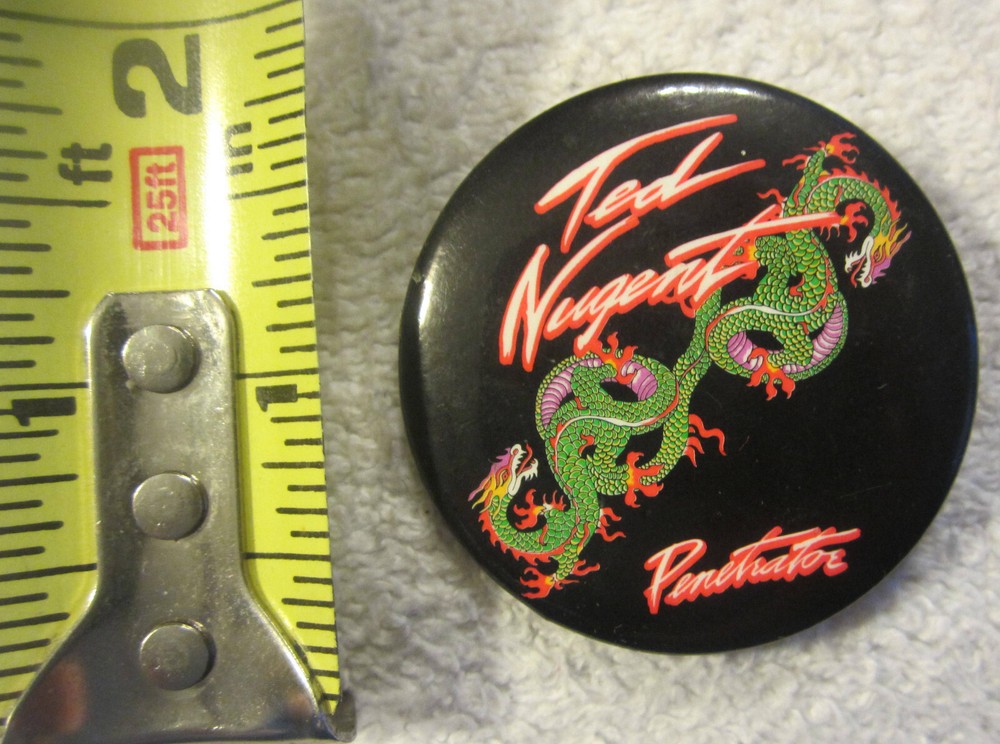 2
ft
in
25ft
1
1
Ted
Nugent
Penetrator